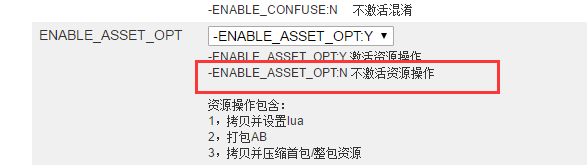 -ENABLE_CONFUSE:N 不激活混淆
ENABLE_ASSET_OPT
-ENABLE_ASSET_OPT:Y
-ENABLE_ASSET_OPT:Y 激活资源操作
-ENABLE_ASSET_OPT:N 不激活资源操作
资源操作包含：
1，拷贝并设置lua
2，打包AB
3，拷贝并压缩首包/整包资源